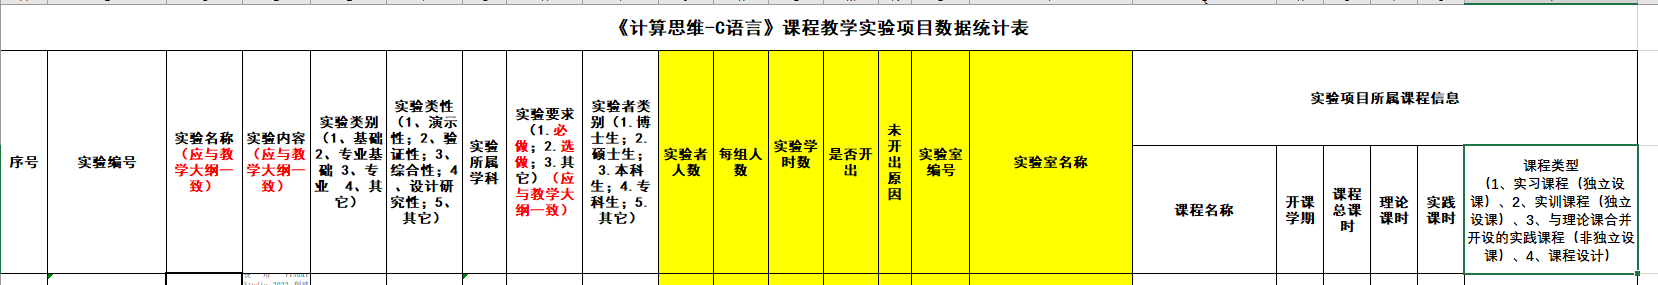 《计算思维-C语言》课程教学实验项目数据统计表
序号
实验编号
实验名称
（应与教
学大纲一
致）
实验内容
（应与教
学大纲一
致）
实验类别
（1、基础
2、专业基
础 3、专
业 4、其
它）
实验类性
（1、演示
性；2、验
证性；3、
综合性；4
、设计研
究性；5、
其它）
实验
所属
学科
实验要求
（1.必
做；2.选
做；3.其
它）（应
与教学大
纲一致）
实验者类
别（1.博
士生；2.
硕士生；
3.本科
生；4.专
科生；5.
其它）
实验者
人数
每组人
数
实验学
时数
是否开
出
未
开
出
原
因
实验室
编号
实验室名称
实验项目所属课程信息
课程名称
开课
学期
课程
总课
时
理论
课时
实践
课时
课程类型
（1、实习课程（独立设
课）、2、实训课程（独立
设课）、3、与理论课合并
开设的实践课程（非独立设
课）、4、课程设计）